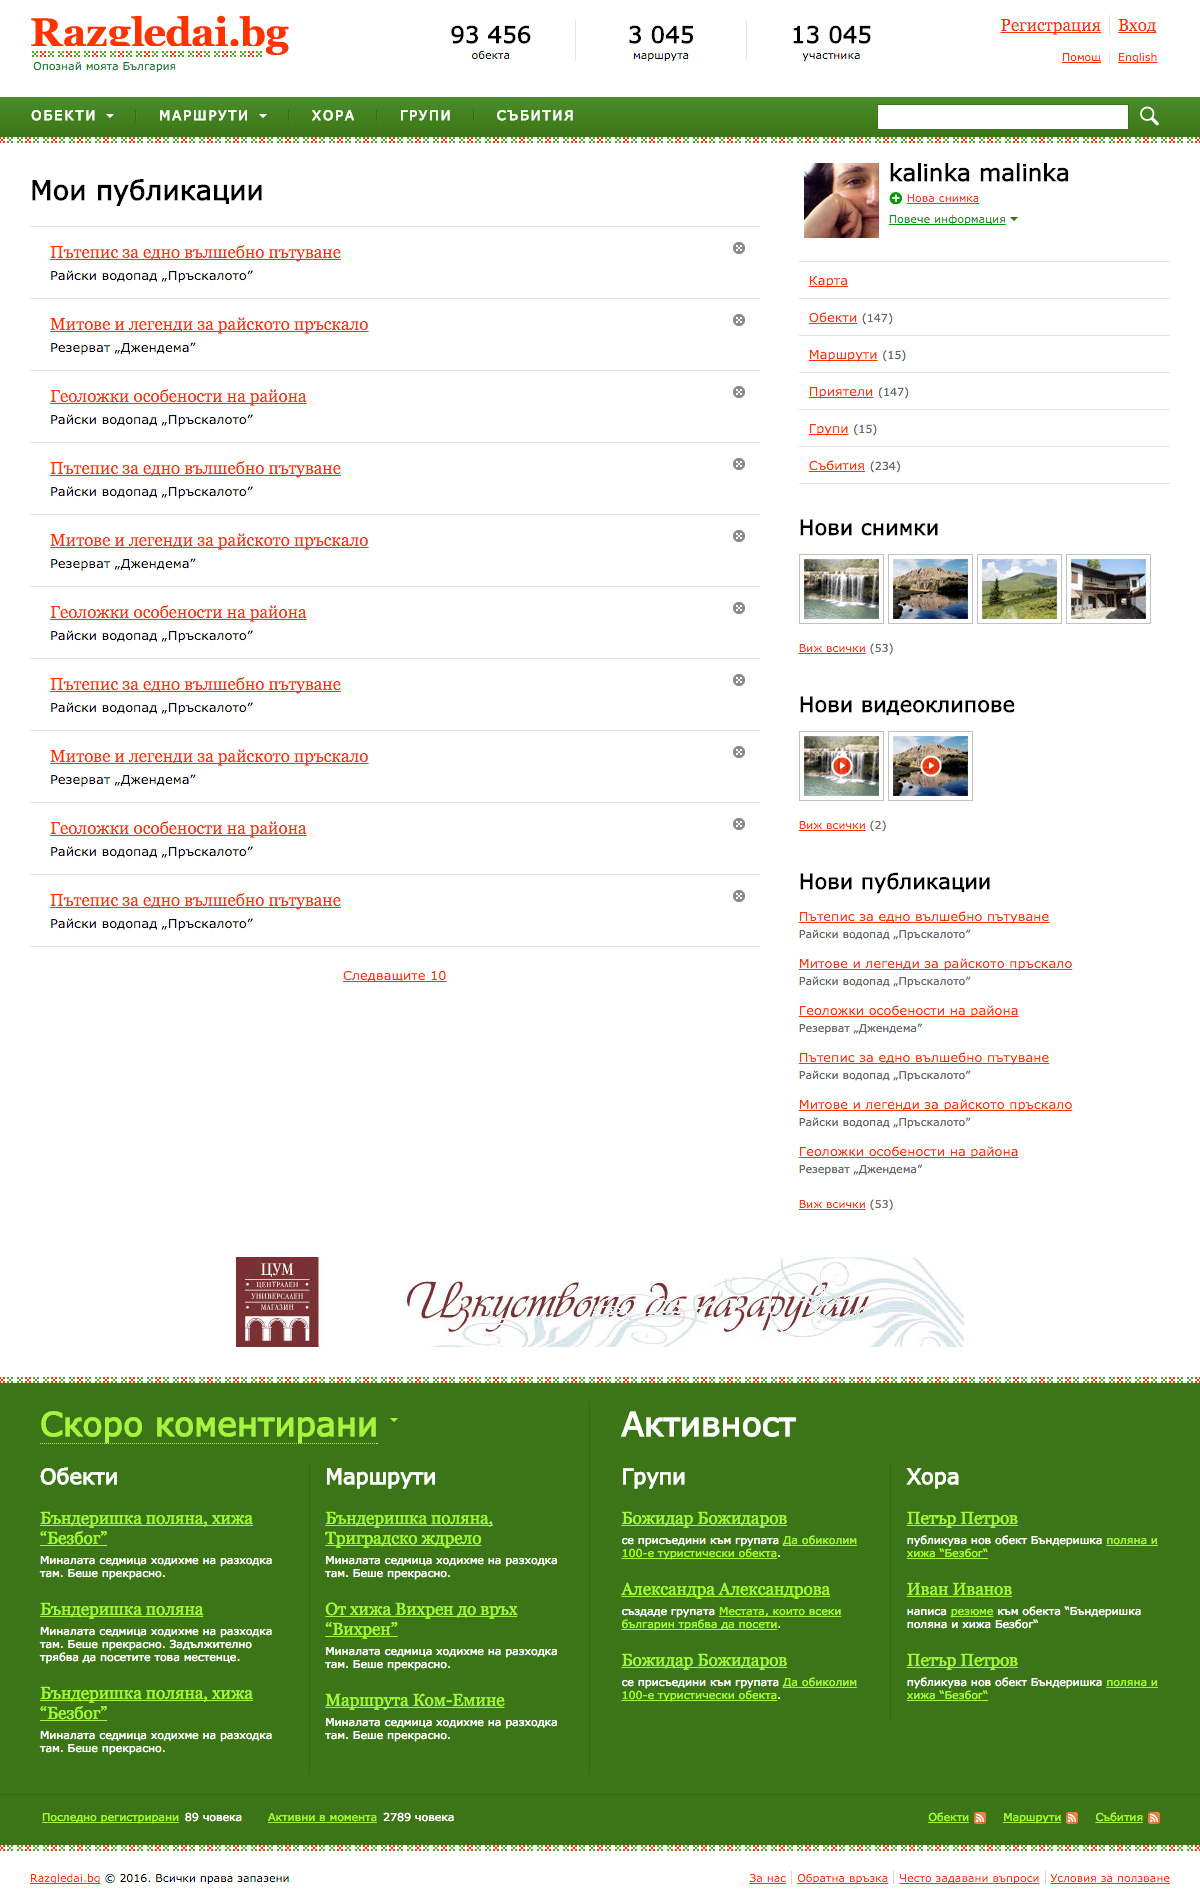 Razgledai.bg
Опознай моята България
93 456
обекта
3 045
маршрута
13 045
участника
Регистрация Вход
Помощ English
ОБЕКТИ МАРШРУТИ ХОРА ГРУПИ СЪБИТИЯ
Мои публикации
Пътепис за едно вълшебно пътуване
Райски водопад „Пръскалото”
Митове и легенди за райското пръскало
Резерват „Джендема”
Геоложки особености на района
Райски водопад „Пръскалото”
Пътепис за едно вълшебно пътуване
Райски водопад „Пръскалото”
Митове и легенди за райското пръскало
Резерват „Джендема”
Геоложки особености на района
Райски водопад „Пръскалото”
Пътепис за едно вълшебно пътуване
Райски водопад „Пръскалото”
Митове и легенди за райското пръскало
Резерват „Джендема”
Геоложки особености на района
Райски водопад „Пръскалото”
Пътепис за едно вълшебно пътуване
Райски водопад „Пръскалото”
Следващите 10
kalinka malinka
Нова снимка
Повече информация
Карта
Обекти (147)
Маршрути (15)
Приятели (147)
Групи (15)
Събития (234)
Нови снимки
Виж всички (53)
Нови видеоклипове
Виж всички (2)
Нови публикации
Пътепис за едно вълшебно пътуване
Райски водопад „Пръскалото”
Митове и легенди за райското пръскало
Райски водопад „Пръскалото”
Геоложки особености на района
Резерват „Джендема”
Пътепис за едно вълшебно пътуване
Райски водопад „Пръскалото”
Митове и легенди за райското пръскало
Райски водопад „Пръскалото”
Геоложки особености на района
Резерват „Джендема”
Виж всички (53)
ЦУМ
ЦЕНТРАЛЕН
УНИВЕРСАЛЕН
МАГАЗИН
Изкуството да пазаруваш
Скоро коментирани
Обекти
Бъндеришка поляна, хижа
“Безбог”
Миналата седмица ходихме на разходка
там. Беше прекрасно.
Бъндеришка поляна
Миналата седмица ходихме на разходка
там. Беше прекрасно. Задължително
трябва да посетите това местенце.
Бъндеришка поляна, хижа
“Безбог”
Миналата седмица ходихме на разходка
там. Беше прекрасно.
Маршрути
Бъндеришка поляна,
Триградско ждрело
Миналата седмица ходихме на разходка
там. Беше прекрасно.
От хижа Вихрен до връх
“Вихрен”
Миналата седмица ходихме на разходка
там. Беше прекрасно.
Маршрута Ком-Емине
Миналата седмица ходихме на разходка
там. Беше прекрасно.
Активност
Групи
Божидар Божидаров
се присъедини към групата Да обиколим
100-е туристически обекта.
Александра Александрова
създаде групата Местата, които всеки
българин трябва да посети.
Божидар Божидаров
се присъедини към групата Да обиколим
100-е туристически обекта.
Хора
Петър Петров
публикува нов обект Бъндеришка поляна и
хижа “Безбог“
Иван Иванов
написа резюме към обекта “Бъндеришка
поляна и хижа Безбог“
Петър Петров
публикува нов обект Бъндеришка поляна и
хижа “Безбог“
Последно регистрирани 89 човека Активни в момента 2789 човека
Обекти Маршрути Събития
Razgledai.bg © 2016. Всички права запазени
За нас Обратна връзка Често задавани въпроси Условия за ползване